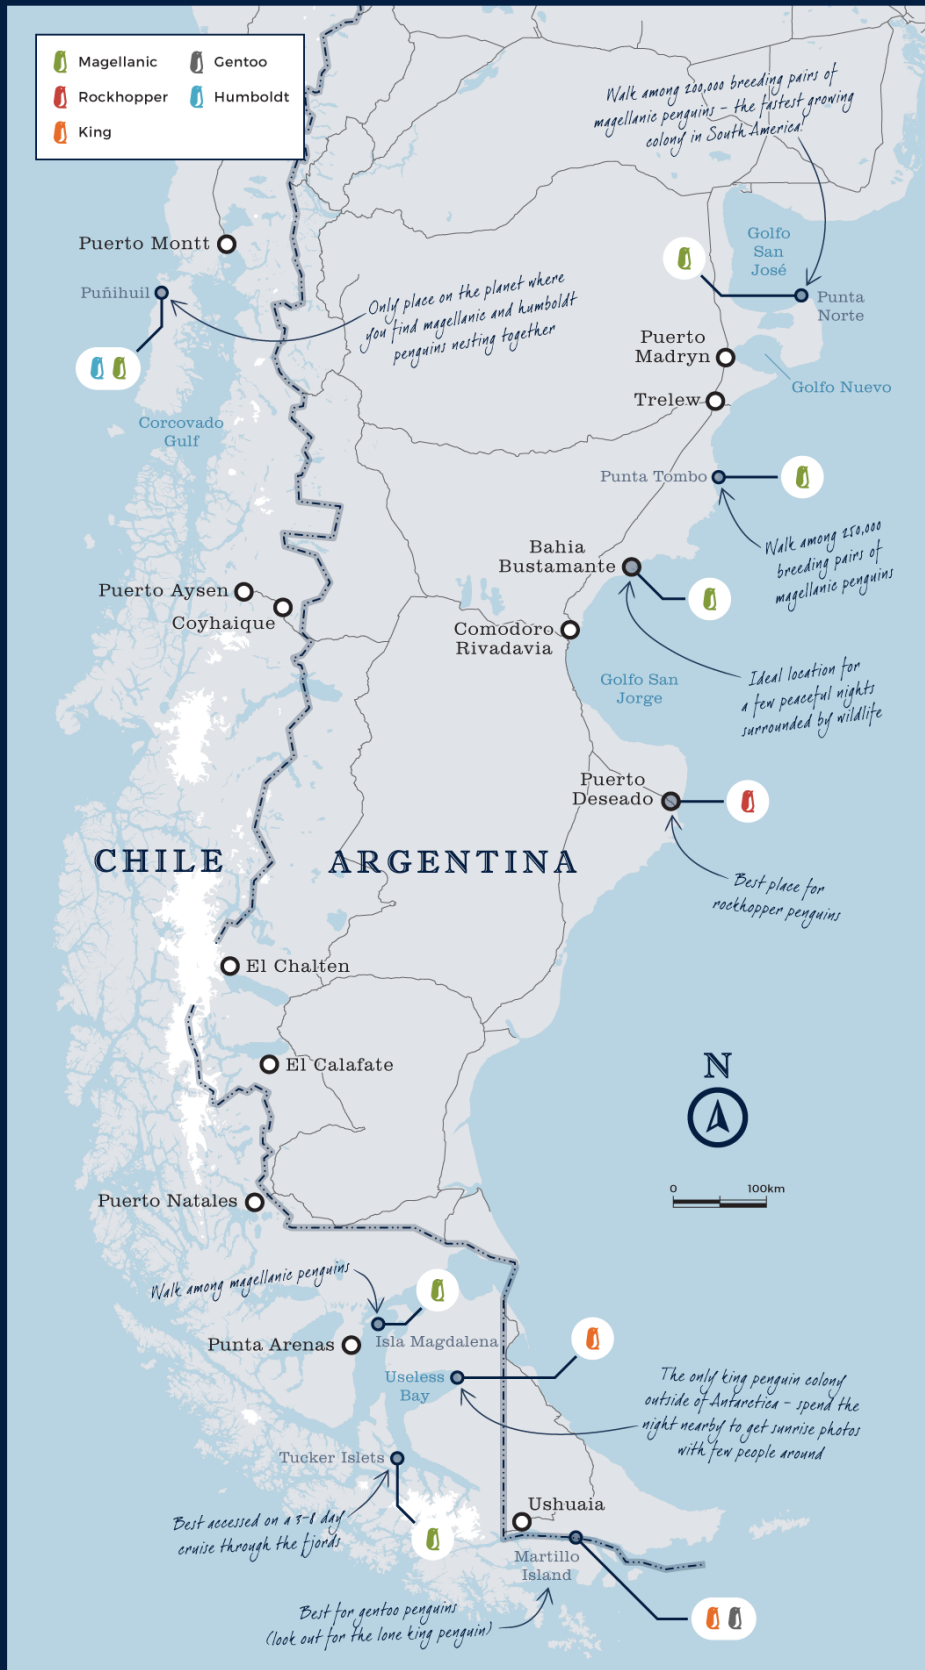 Magellanic
Gentoo
Rockhopper
Humboldt
King
Walk among 200,000 breeding pairs of
magellanic penguins – the fastest growing
colony in South America!
Puerto Montt
Golfo
San
José
Puñihuil
Punta
Norte
Only place on the planet where
you find magellanic and humboldt
penguins nesting together
Puerto
Madryn
Golfo Nuevo
Trelew
Corcovado
Gulf
Punta Tombo
Walk among 250,000
breeding pairs of
magellanic penguins
Bahia
Bustamante
Puerto Aysen
Coyhaique
Comodoro
Rivadavia
Golfo San
Jorge
Ideal location for
a few peaceful nights
surrounded by wildlife
Puerto
Deseado
CHILE
ARGENTINA
Best place for
rockhopper penguins
El Chalten
El Calafate
N
0 100km
Puerto Natales
Walk among magellanic penguins
Isla Magdalena
Punta Arenas
Useless
Bay
The only king penguin colony
outside of Antarctica – spend the
night nearby to get sunrise photos
with few people around
Tucker Islets
Ushuaia
Best accessed on a 3-8 day
cruise through the fjords
Martillo
Island
Best for gentoo penguins
(look out for the lone king penguin)